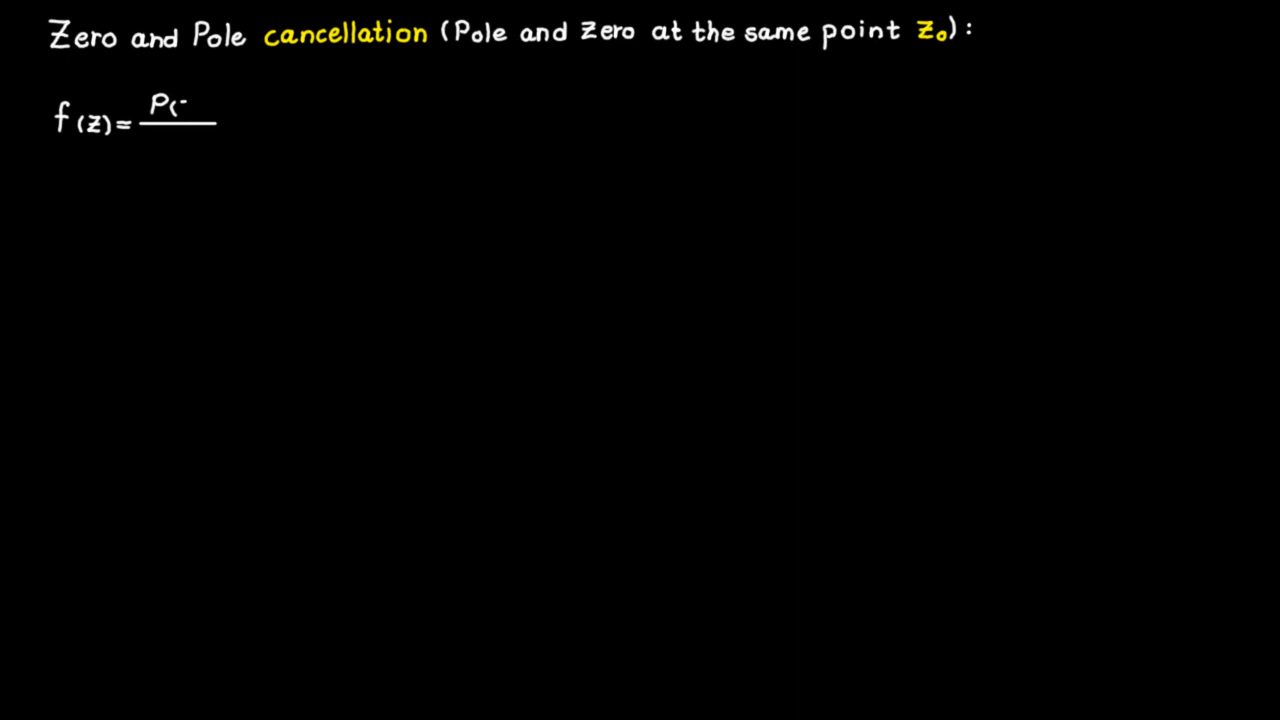 Zero and Pole cancellation (Pole and Zero at the same point z₀):
f(z) = P(